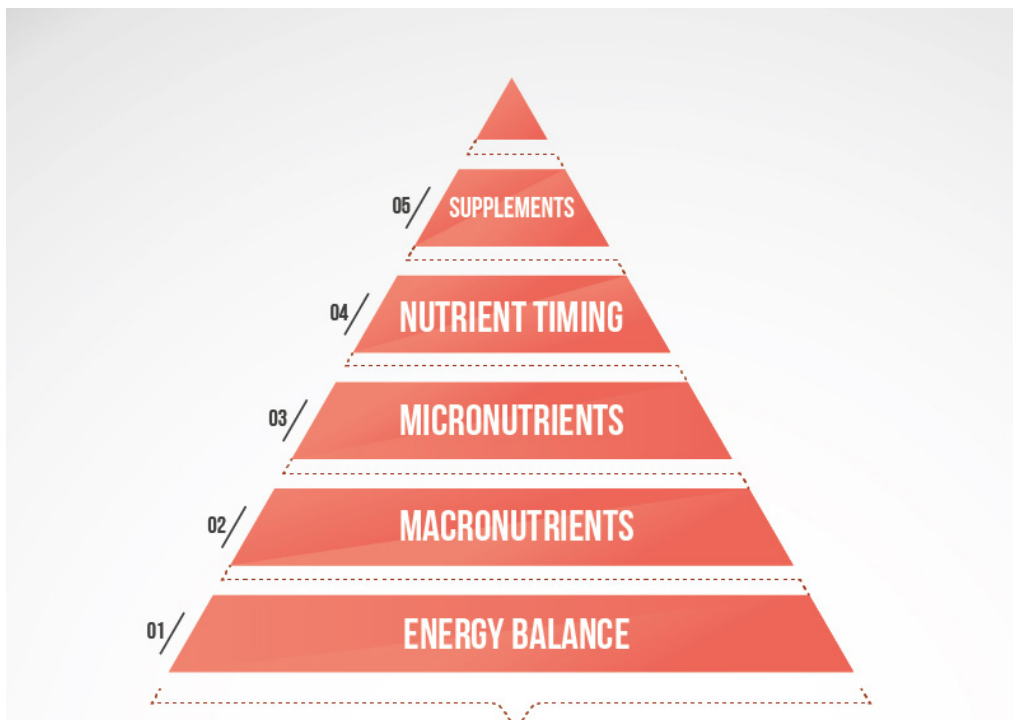 05 SUPPLEMENTS
04 NUTRIENT TIMING
03 MICRONUTRIENTS
02 MACRONUTRIENTS
01 ENERGY BALANCE